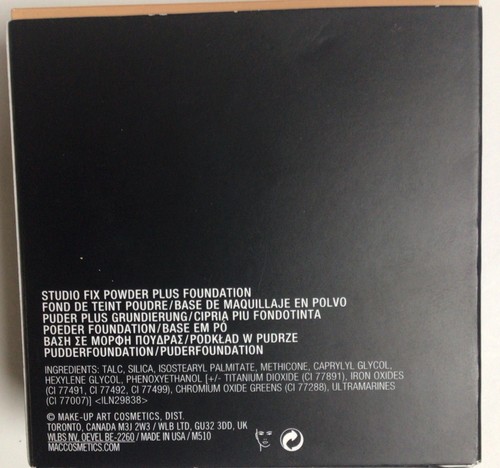 STUDIO FIX POWDER PLUS FOUNDATION
FOND DE TEINT POUDRE/BASE DE MAQUILLAJE EN POLVO
PUDER PLUS GRUNDIERUNG/CIPRIA PIU FONDOTINTA
POEDER FOUNDATION/BASE EM PÓ
ΒΑΣΗ ΣΕ ΜΟΡΦΗ ΠΟΥΔΡΑΣ/PODKŁAD W PUDRZE
PUDDERFOUNDATION/PUDERFOUNDATION
INGREDIENTS: TALC, SILICA, ISOSTEARYL PALMITATE, METHICONE, CAPRYLYL GLYCOL,
HEXYLENE GLYCOL, PHENOXYETHANOL [+/- TITANIUM DIOXIDE (CI 77891), IRON OXIDES
(CI 77491, CI 77492, CI 77499), CHROMIUM OXIDE GREENS (CI 77288), ULTRAMARINES
(CI 77007)] <ILN29838>
© MAKE-UP ART COSMETICS, DIST.
TORONTO, CANADA M3J 2W3 / WLB LTD, GU32 3DD, UK
WLBS NV, OEVEL BE-2260 / MADE IN USA / M510
MACCOSMETICS.COM